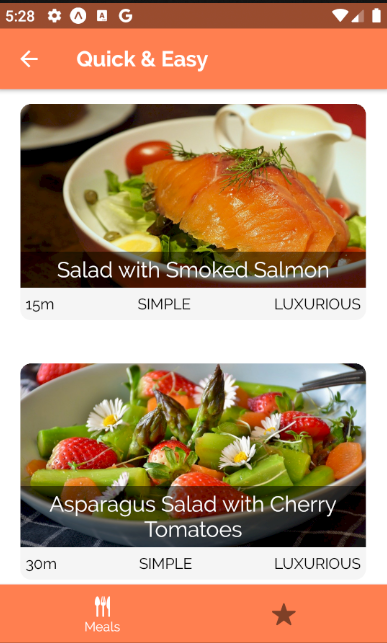 5:28
Quick & Easy
Salad with Smoked Salmon
15m SIMPLE LUXURIOUS
Asparagus Salad with Cherry
Tomatoes
30m SIMPLE LUXURIOUS
Meals